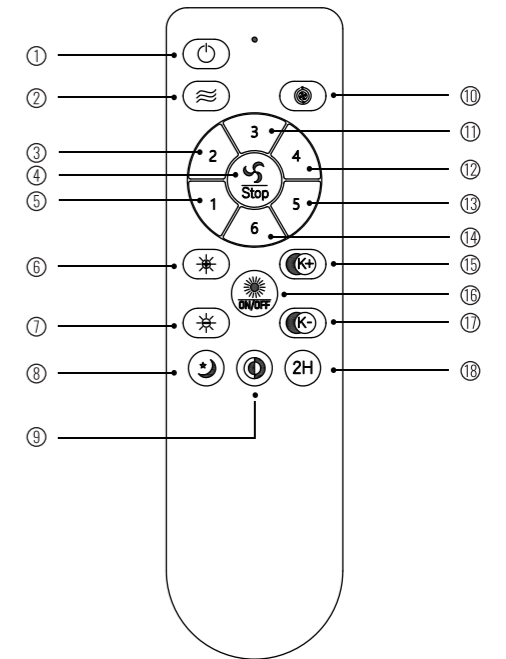 ①
② ⑩
③ 2 3 4 ⑪
④ Stop ⑫
⑤ 1 6 5 ⑬
⑭
⑥ K+ ⑮
ON/OFF ⑯
⑦ K- ⑰
⑧ 2H ⑱
⑨